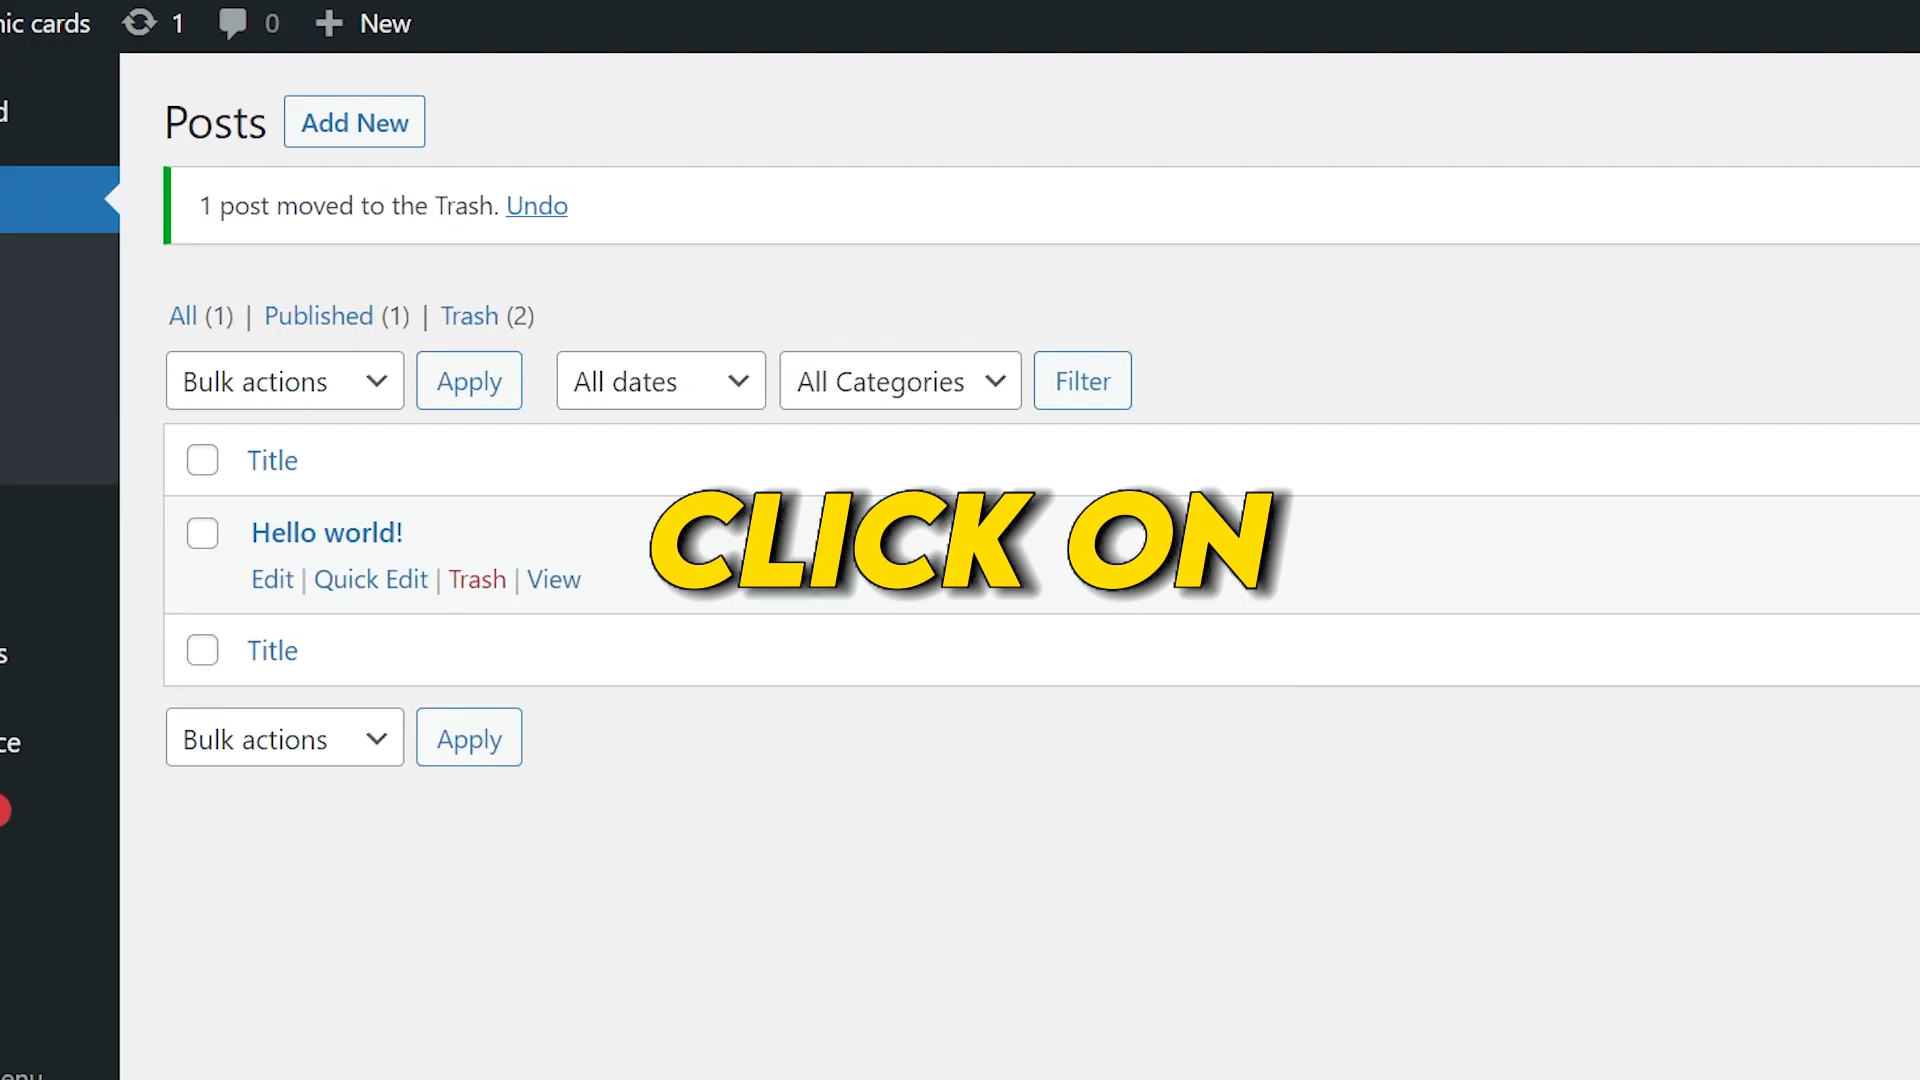 nic cards 1 0 New
d
Posts Add New
1 post moved to the Trash. Undo
All (1) | Published (1) | Trash (2)
Bulk actions Apply All dates All Categories Filter
Title
CLICK ON
Hello world!
Edit | Quick Edit | Trash | View
Title
s
Bulk actions Apply
ce